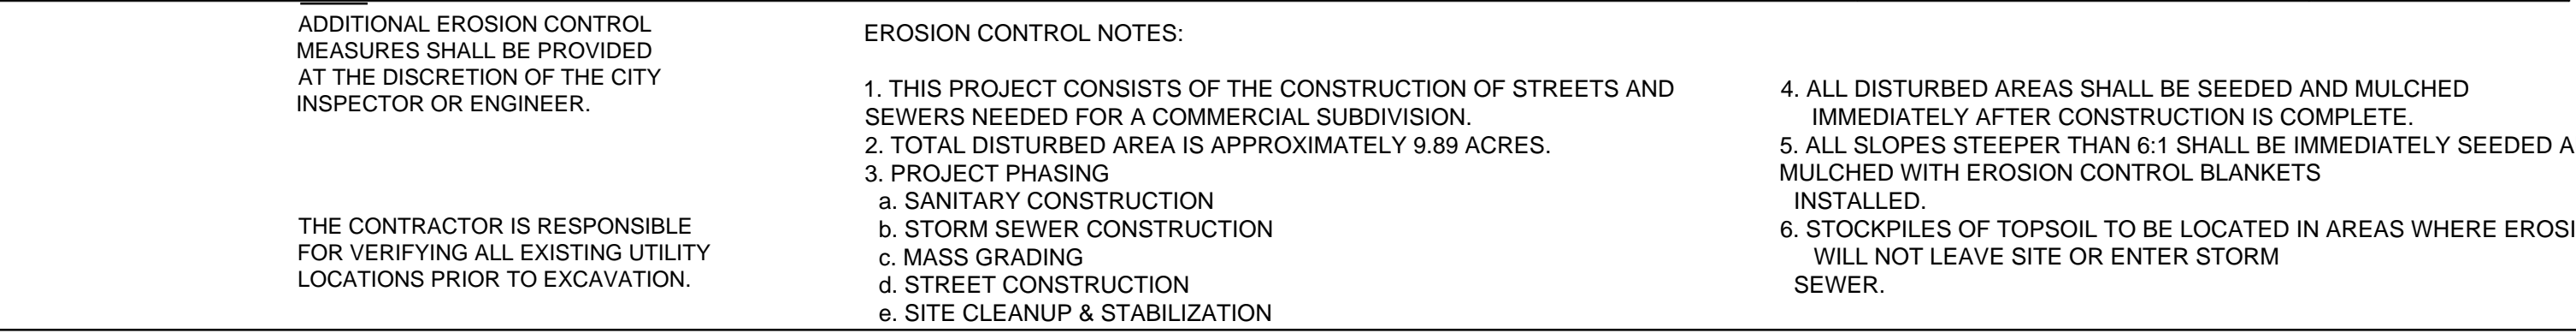 ADDITIONAL EROSION CONTROL
MEASURES SHALL BE PROVIDED
AT THE DISCRETION OF THE CITY
INSPECTOR OR ENGINEER.
THE CONTRACTOR IS RESPONSIBLE
FOR VERIFYING ALL EXISTING UTILITY
LOCATIONS PRIOR TO EXCAVATION.
EROSION CONTROL NOTES:
1. THIS PROJECT CONSISTS OF THE CONSTRUCTION OF STREETS AND
SEWERS NEEDED FOR A COMMERCIAL SUBDIVISION.
2. TOTAL DISTURBED AREA IS APPROXIMATELY 9.89 ACRES.
3. PROJECT PHASING
a. SANITARY CONSTRUCTION
b. STORM SEWER CONSTRUCTION
c. MASS GRADING
d. STREET CONSTRUCTION
e. SITE CLEANUP & STABILIZATION
4. ALL DISTURBED AREAS SHALL BE SEEDED AND MULCHED
IMMEDIATELY AFTER CONSTRUCTION IS COMPLETE.
5. ALL SLOPES STEEPER THAN 6:1 SHALL BE IMMEDIATELY SEEDED A
MULCHED WITH EROSION CONTROL BLANKETS
INSTALLED.
6. STOCKPILES OF TOPSOIL TO BE LOCATED IN AREAS WHERE EROSI
WILL NOT LEAVE SITE OR ENTER STORM
SEWER.